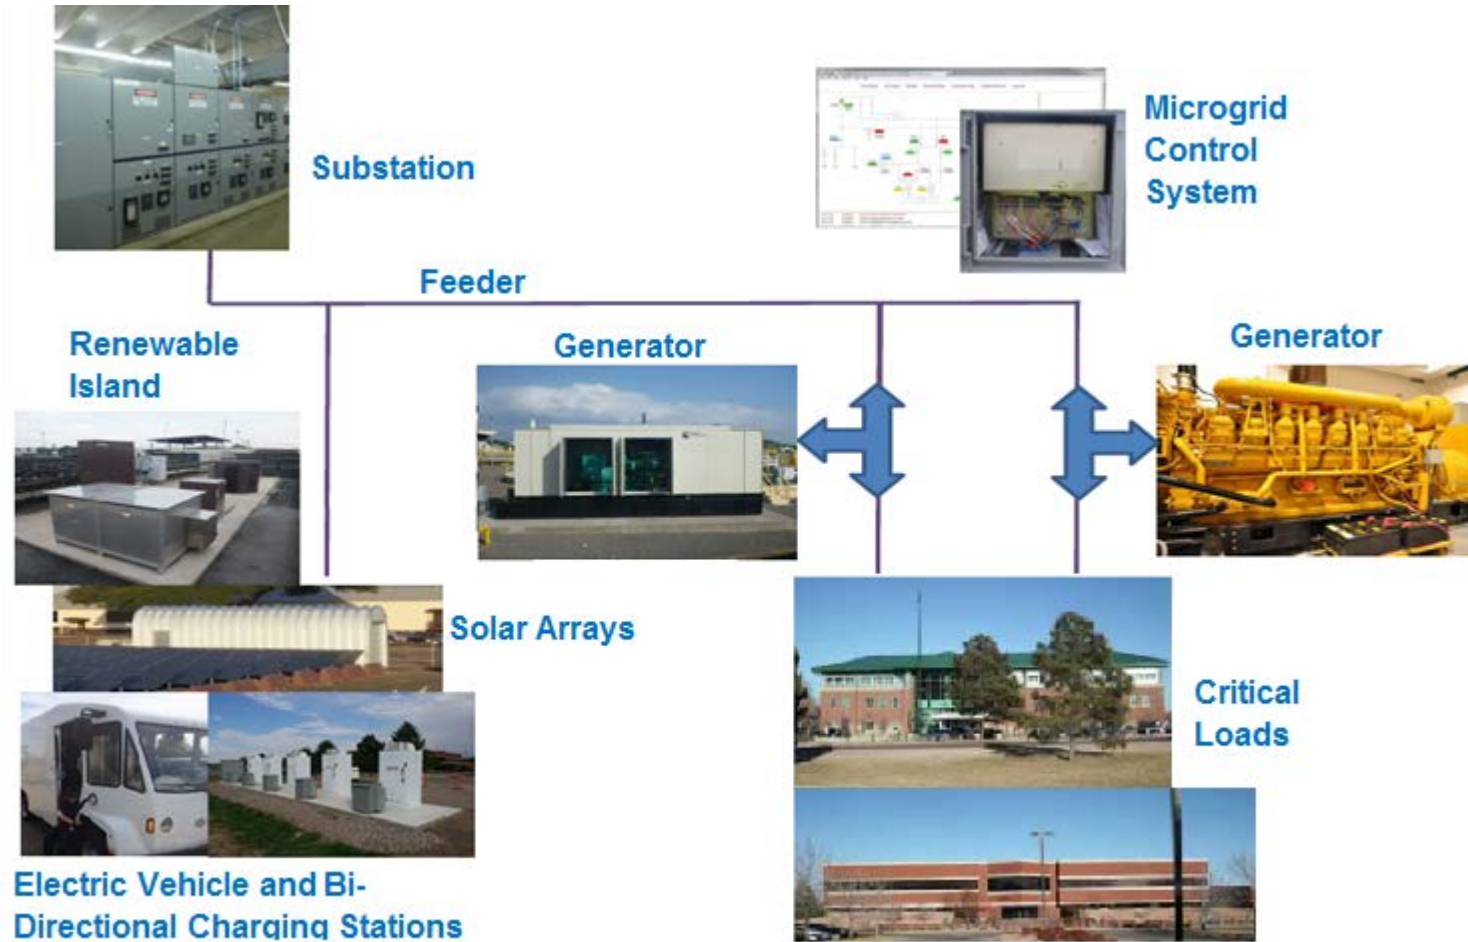 Substation
Microgrid
Control
System
Feeder
Renewable
Island
Generator
Generator
Solar Arrays
Critical
Loads
Electric Vehicle and Bi-
Directional Charging Stations